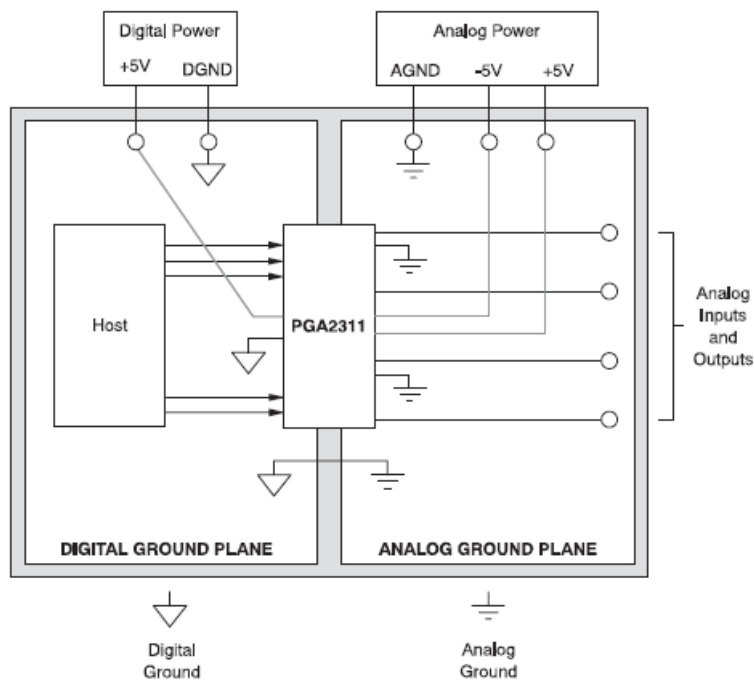 Digital Power
+5V DGND
Analog Power
AGND -5V +5V
Host
PGA2311
Analog
Inputs
and
Outputs
DIGITAL GROUND PLANE
ANALOG GROUND PLANE
Digital
Ground
Analog
Ground